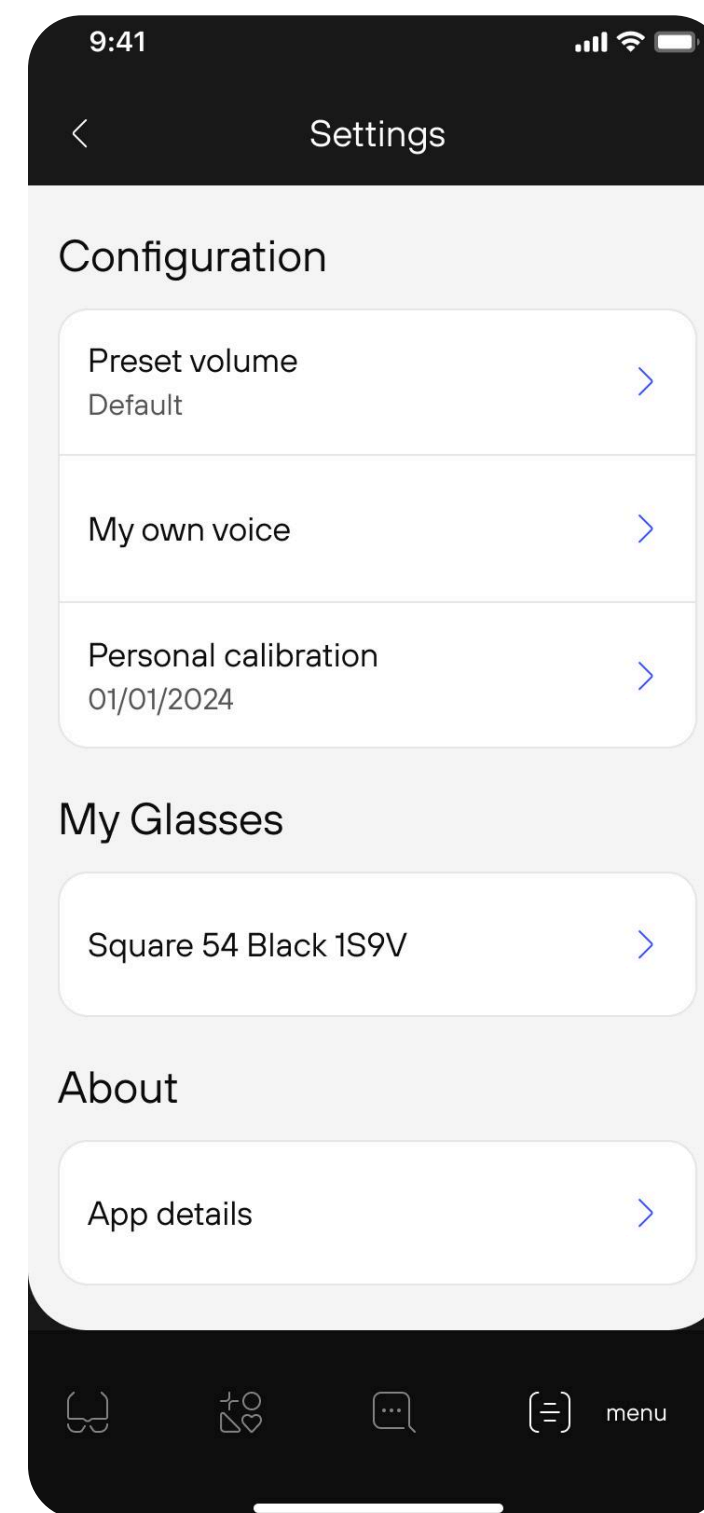 9:41
Settings
Configuration
Preset volume
Default
My own voice
Personal calibration
01/01/2024
My Glasses
Square 54 Black 1S9V
About
App details
menu